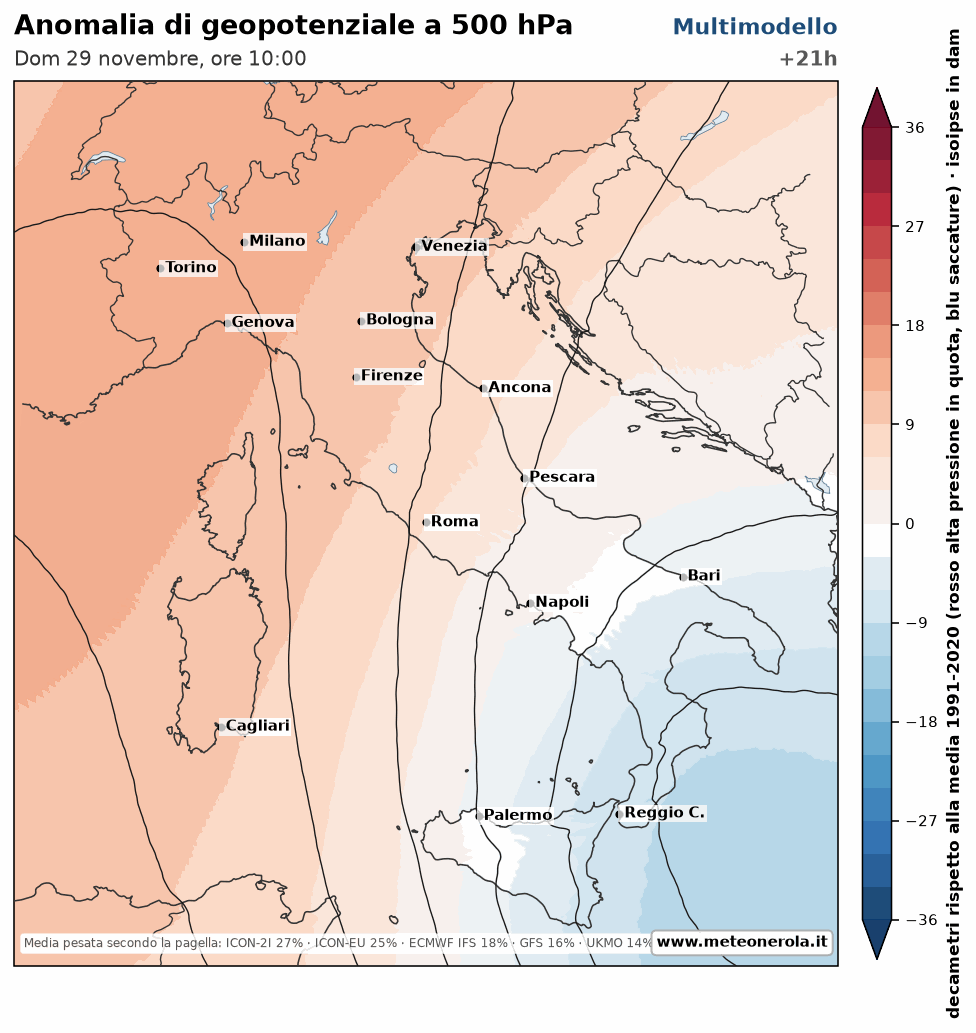 Anomalia di geopotenziale a 500 hPa
Multimodello
Dom 29 novembre, ore 10:00
+21h
Milano
Venezia
Torino
Genova
Bologna
Firenze
Ancona
Pescara
Roma
Bari
Napoli
Cagliari
Palermo
Reggio C.
36
27
18
9
0
−9
−18
−27
−36
decametri rispetto alla media 1991-2020 (rosso alta pressione in quota, blu saccature) · isoipse in dam
Media pesata secondo la pagella: ICON-2I 27% · ICON-EU 25% · ECMWF IFS 18% · GFS 16% · UKMO 14%
www.meteonerola.it